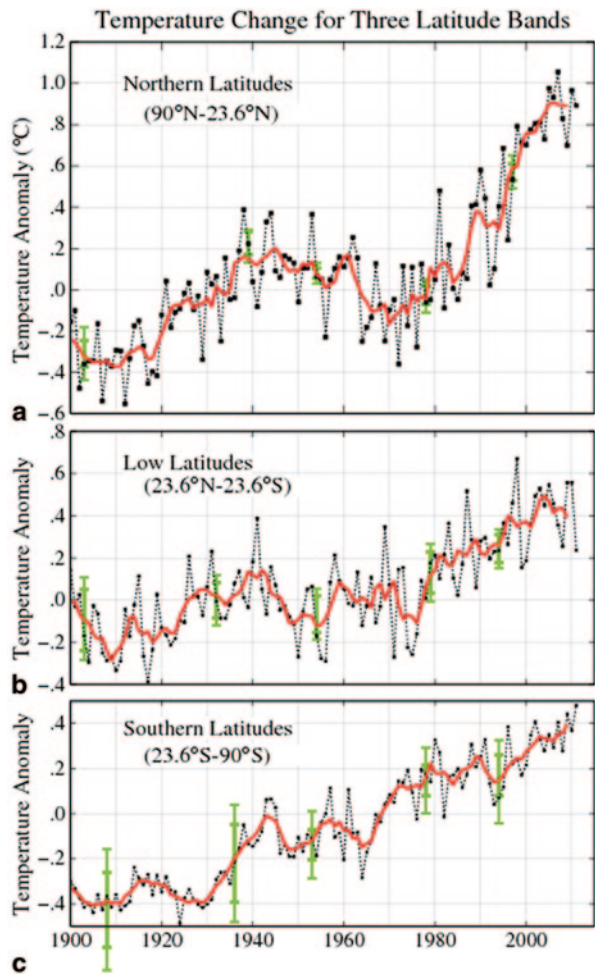 Temperature Change for Three Latitude Bands
1.2
1.0
.8
.6
.4
.2
.0
-.2
-.4
-.6
Temperature Anomaly (°C)
Northern Latitudes
(90°N-23.6°N)
a
.8
.6
.4
.2
.0
-.2
-.4
Temperature Anomaly
Low Latitudes
(23.6°N-23.6°S)
b
0.4
.2
.0
-.2
-.4
Temperature Anomaly
Southern Latitudes
(23.6°S-90°S)
c
1900 1920 1940 1960 1980 2000